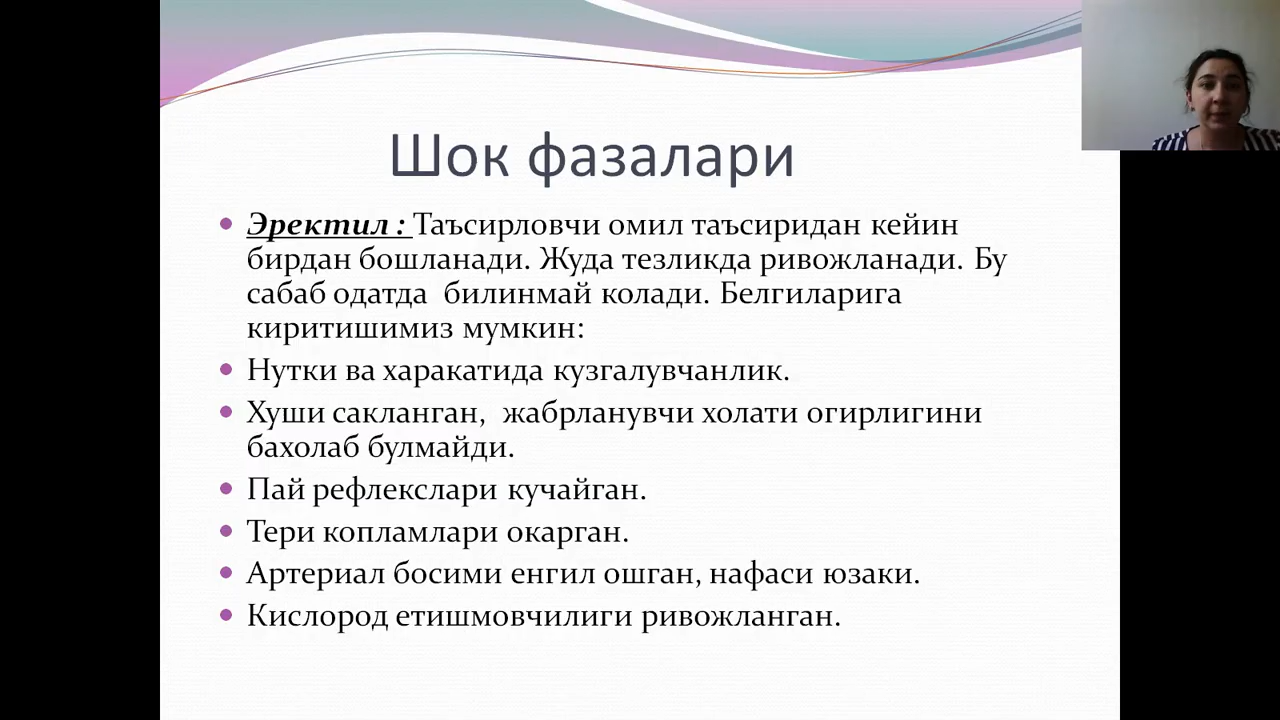 Шок фазалари
Эректил : Таъсирловчи омил таъсиридан кейин
бирдан бошланади. Жуда тезликда ривожланади. Бу
сабаб одатда билинмай колади. Белгиларига
киритишимиз мумкин:
Нутки ва харакатида кузгалувчанлик.
Хуши сакланган, жабрланувчи холати огирлигини
бахолаб булмайди.
Пай рефлекслари кучайган.
Тери копламлари окарган.
Артериал босими енгил ошган, нафаси юзаки.
Кислород етишмовчилиги ривожланган.